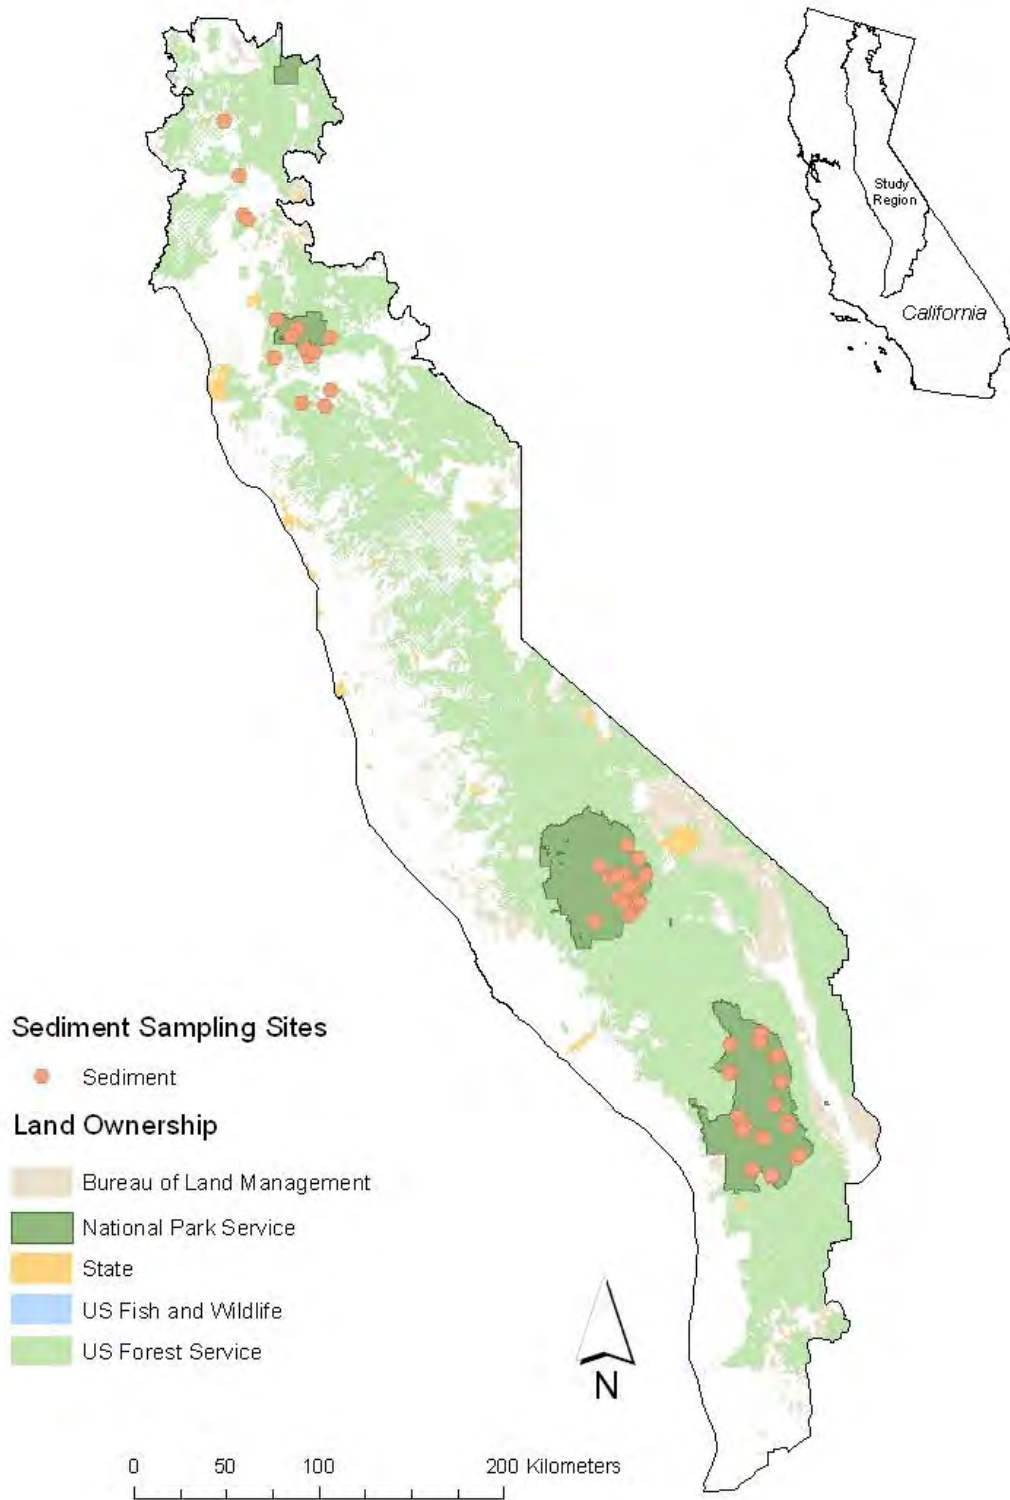 Study
Region
California
Sediment Sampling Sites
Sediment
Land Ownership
Bureau of Land Management
National Park Service
State
US Fish and Wildlife
US Forest Service
N
0 50 100 200 Kilometers